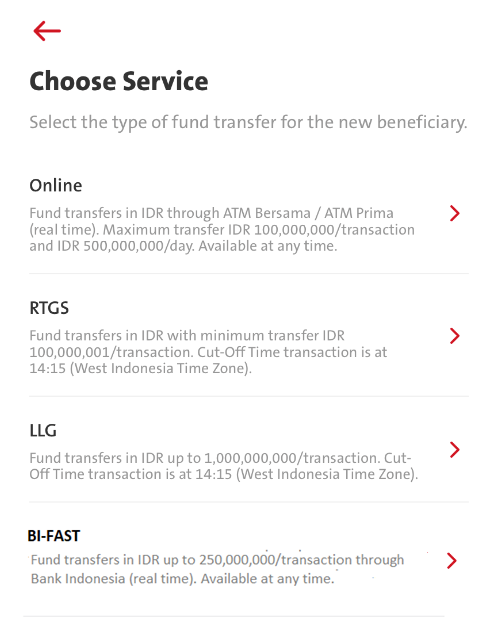 Choose Service
Select the type of fund transfer for the new beneficiary.
Online
Fund transfers in IDR through ATM Bersama / ATM Prima
(real time). Maximum transfer IDR 100,000,000/transaction
and IDR 500,000,000/day. Available at any time.
RTGS
Fund transfers in IDR with minimum transfer IDR
100,000,001/transaction. Cut-Off Time transaction is at
14:15 (West Indonesia Time Zone).
LLG
Fund transfers in IDR up to 1,000,000,000/transaction. Cut-
Off Time transaction is at 14:15 (West Indonesia Time Zone).
BI-FAST
Fund transfers in IDR up to 250,000,000/transaction through
Bank Indonesia (real time). Available at any time.